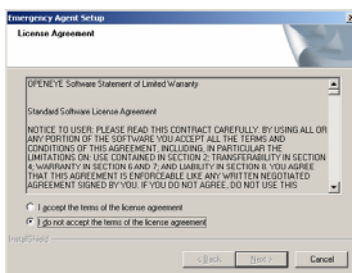 Emergency Agent Setup
License Agreement
OPENEYE Software Statement of Limited Warranty
Standard Software License Agreement
NOTICE TO USER: PLEASE READ THIS CONTRACT CAREFULLY. BY USING ALL OR
ANY PORTION OF THE SOFTWARE YOU ACCEPT ALL THE TERMS AND
CONDITIONS OF THIS AGREEMENT, INCLUDING, IN PARTICULAR THE
LIMITATIONS ON: USE CONTAINED IN SECTION 2; TRANSFERABILITY IN SECTION
4; WARRANTY IN SECTION 6 AND 7; AND LIABILITY IN SECTION 8. YOU AGREE
THAT THIS AGREEMENT IS ENFORCEABLE LIKE ANY WRITTEN NEGOTIATED
AGREEMENT SIGNED BY YOU. IF YOU DO NOT AGREE, DO NOT USE THIS
I accept the terms of the license agreement
I do not accept the terms of the license agreement
InstallShield
< Back
Next >
Cancel